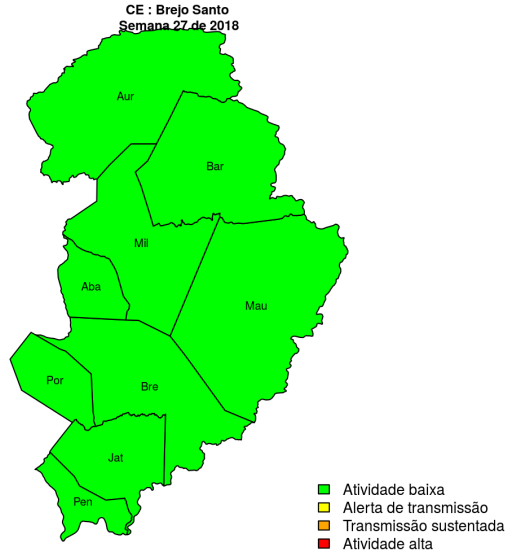 CE : Brejo Santo
Semana 27 de 2018
Aur
Bar
Mil
Aba
Mau
Por
Bre
Jat
Pen
Atividade baixa
Alerta de transmissão
Transmissão sustentada
Atividade alta